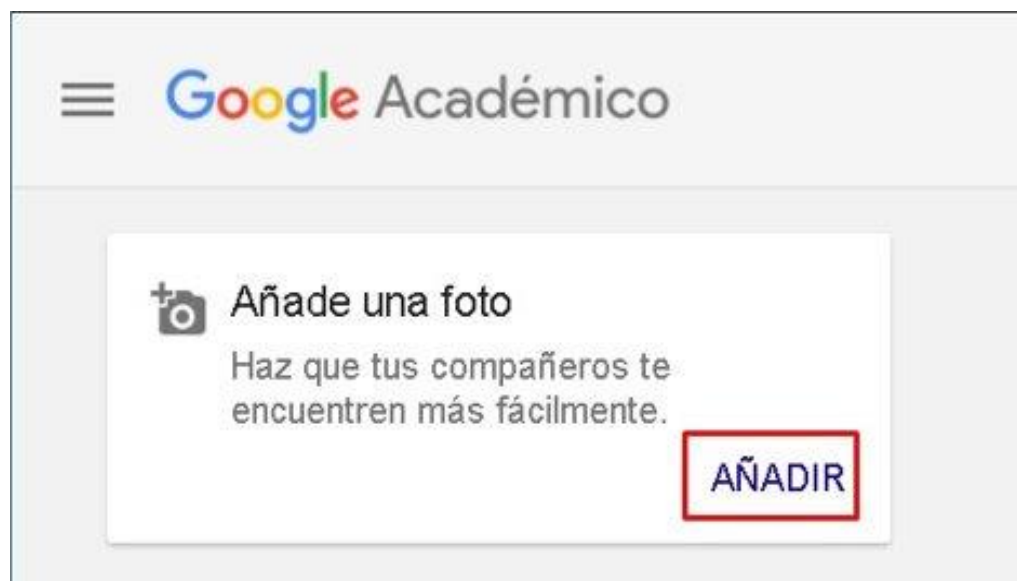 Google Académico
Añade una foto
Haz que tus compañeros te
encuentren más fácilmente.
AÑADIR